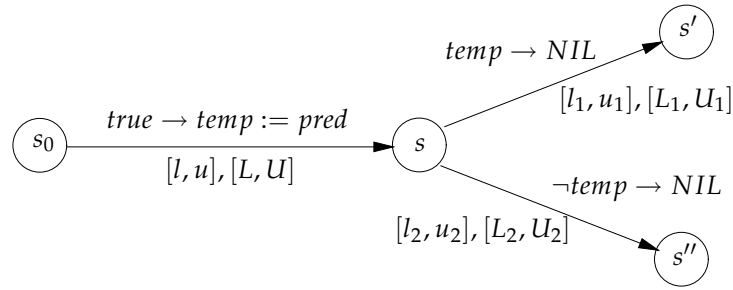 s′
temp → NIL
[l₁, u₁], [L₁, U₁]
true → temp := pred
s₀
s
[l, u], [L, U]
¬temp → NIL
[l₂, u₂], [L₂, U₂]
s″